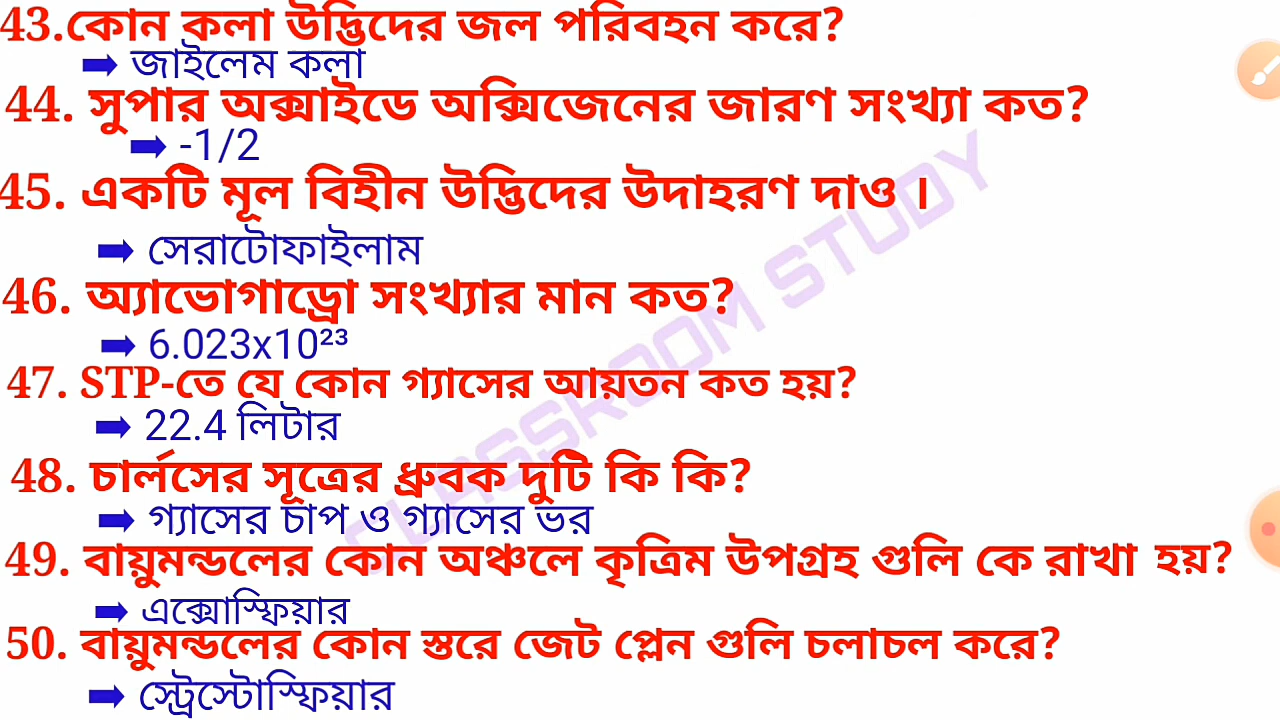 43.কোন কলা উদ্ভিদের জল পরিবহন করে?
➡ জাইলেম কলা
44. সুপার অক্সাইডে অক্সিজেনের জারণ সংখ্যা কত?
➡ -1/2
45. একটি মূল বিহীন উদ্ভিদের উদাহরণ দাও ।
➡ সেরাটোফাইলাম
46. অ্যাভোগাড্রো সংখ্যার মান কত?
➡ 6.023x10²³
47. STP-তে যে কোন গ্যাসের আয়তন কত হয়?
➡ 22.4 লিটার
48. চার্লসের সূত্রের ধ্রুবক দুটি কি কি?
➡ গ্যাসের চাপ ও গ্যাসের ভর
49. বায়ুমন্ডলের কোন অঞ্চলে কৃত্রিম উপগ্রহ গুলি কে রাখা হয়?
➡ এক্সোস্ফিয়ার
50. বায়ুমন্ডলের কোন স্তরে জেট প্লেন গুলি চলাচল করে?
➡ স্ট্রেস্টোস্ফিয়ার
CLASSROOM STUDY